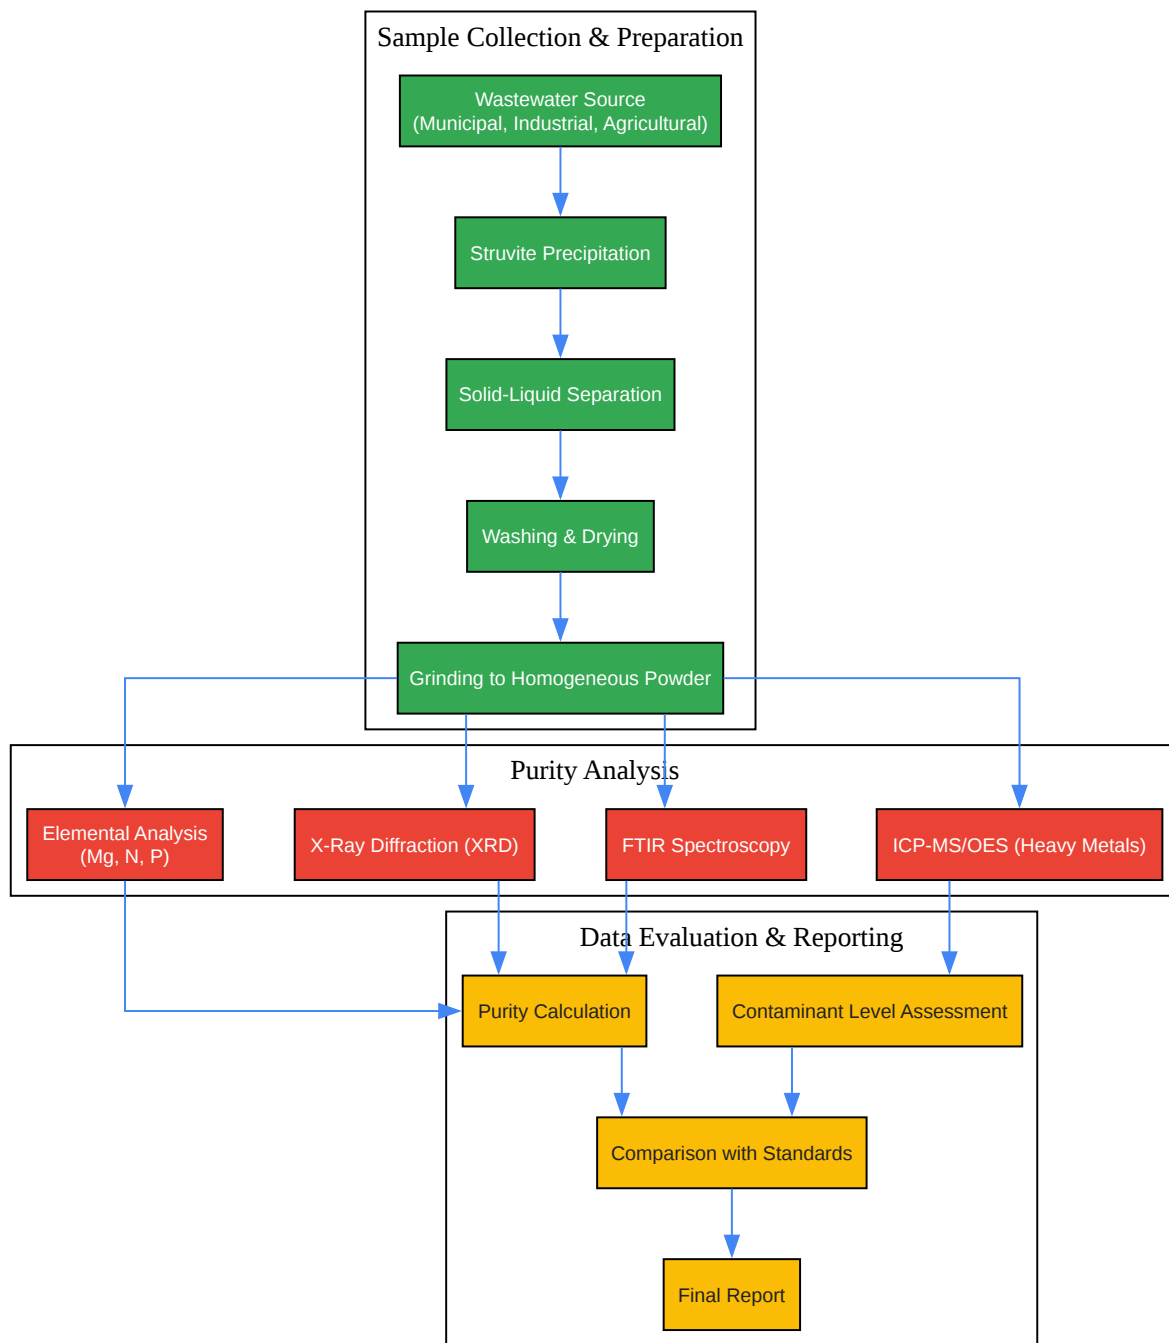 Sample Collection & Preparation
Wastewater Source
(Municipal, Industrial, Agricultural)
Struvite Precipitation
Solid-Liquid Separation
Washing & Drying
Grinding to Homogeneous Powder
Purity Analysis
Elemental Analysis
(Mg, N, P)
X-Ray Diffraction (XRD)
FTIR Spectroscopy
ICP-MS/OES (Heavy Metals)
Data Evaluation & Reporting
Purity Calculation
Contaminant Level Assessment
Comparison with Standards
Final Report